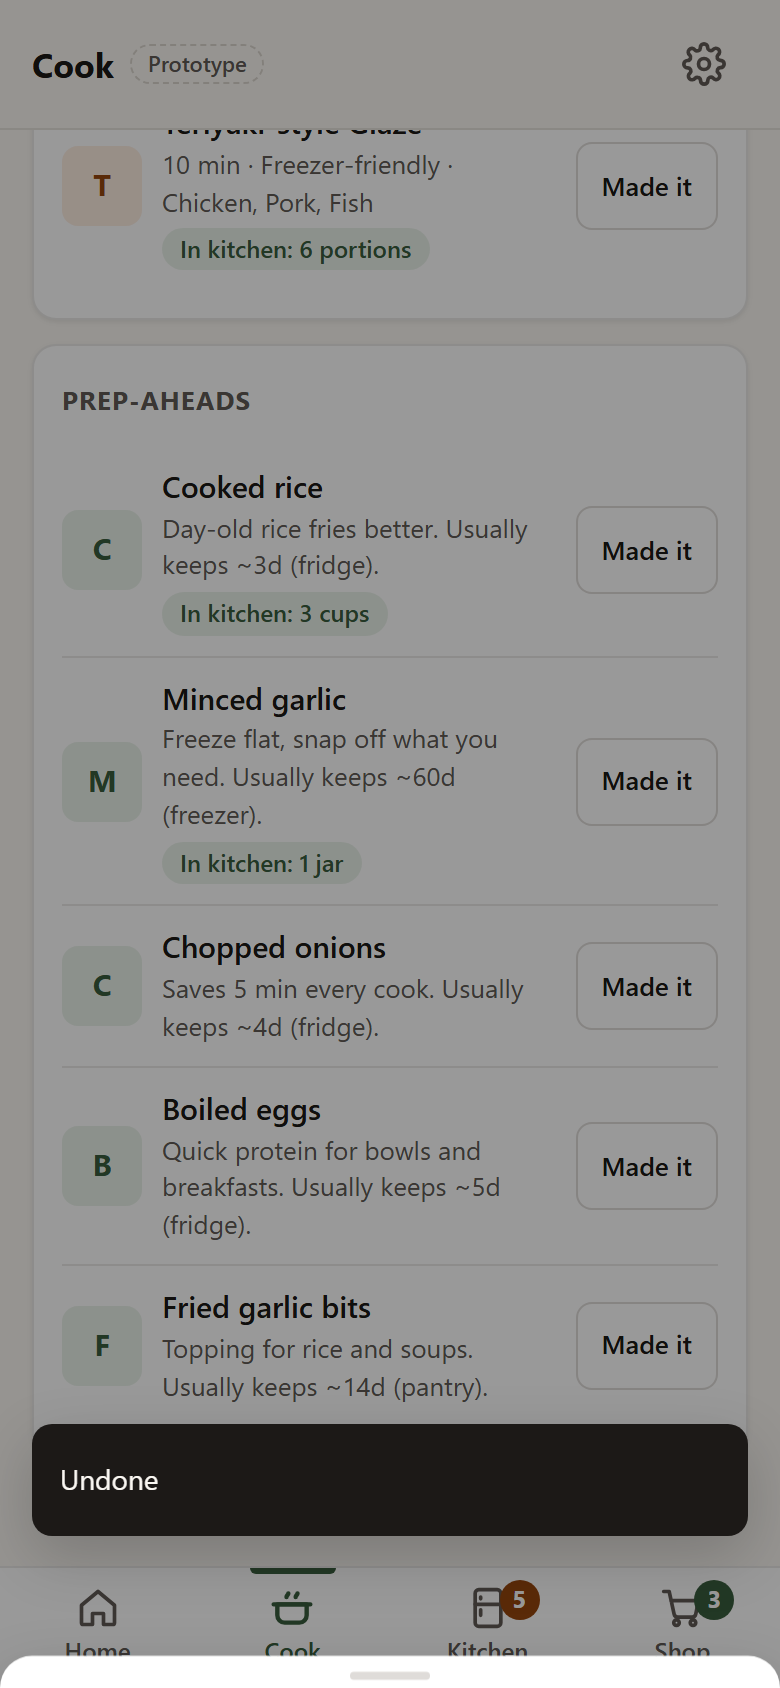 Cook
Prototype
Teriyaki-style Glaze
T
10 min · Freezer-friendly ·
Chicken, Pork, Fish
Made it
In kitchen: 6 portions
PREP-AHEADS
Cooked rice
C
Day-old rice fries better. Usually
keeps ~3d (fridge).
Made it
In kitchen: 3 cups
Minced garlic
M
Freeze flat, snap off what you
need. Usually keeps ~60d
(freezer).
Made it
In kitchen: 1 jar
Chopped onions
C
Saves 5 min every cook. Usually
keeps ~4d (fridge).
Made it
Boiled eggs
B
Quick protein for bowls and
breakfasts. Usually keeps ~5d
(fridge).
Made it
Fried garlic bits
F
Topping for rice and soups.
Usually keeps ~14d (pantry).
Made it
Undone
5
3
Home
Cook
Kitchen
Shop